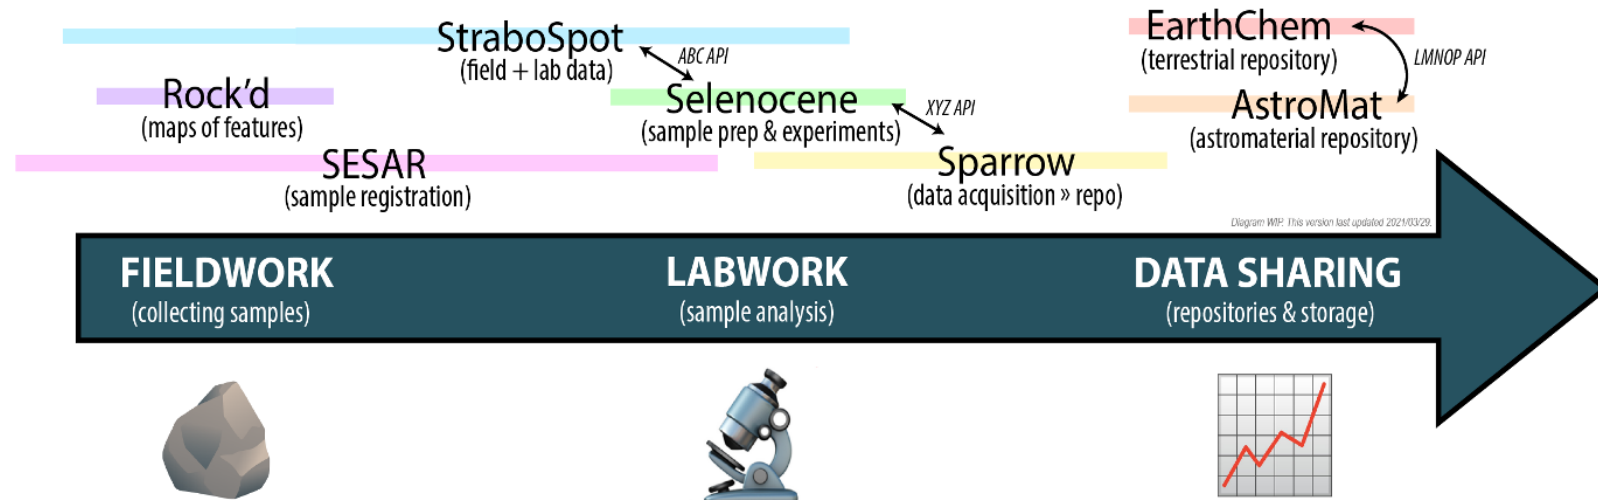 StraboSpot
(field + lab data)
ABC API
EarthChem
(terrestrial repository)
LMNOP API
Rock’d
(maps of features)
Selenocene
(sample prep & experiments)
XYZ API
AstroMat
(astromaterial repository)
SESAR
(sample registration)
Sparrow
(data acquisition » repo)
Diagram WIP. This version last updated 2021/03/29.
FIELDWORK
(collecting samples)
LABWORK
(sample analysis)
DATA SHARING
(repositories & storage)